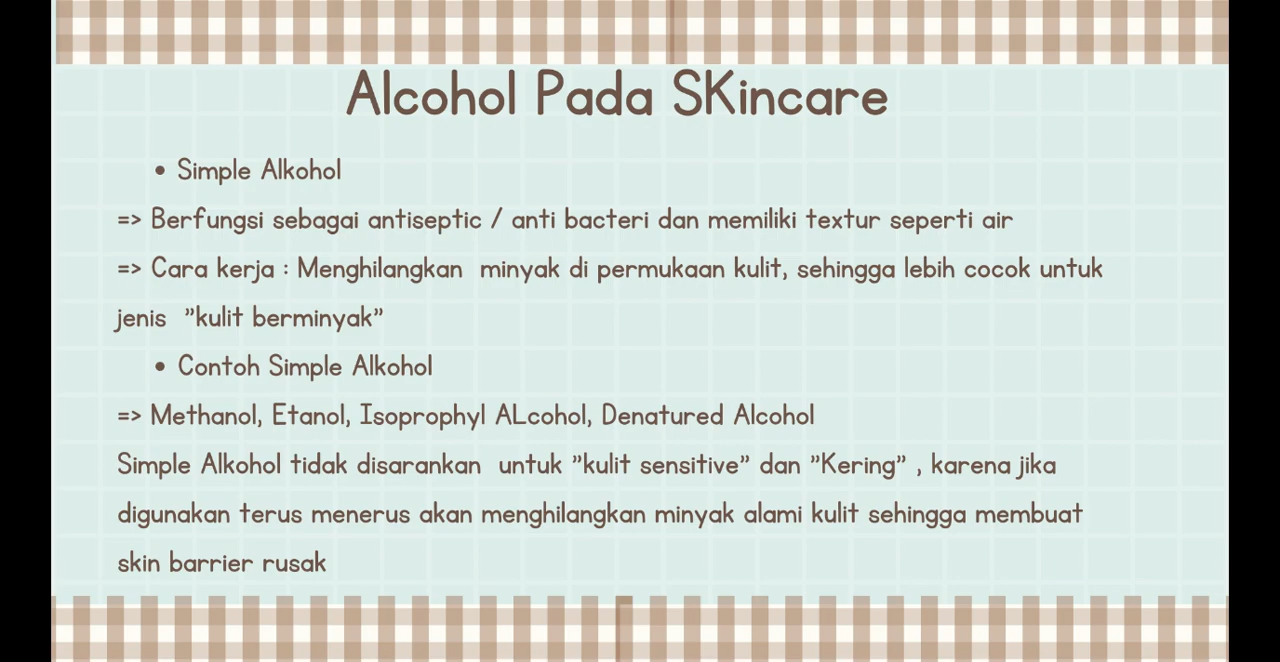 Alcohol Pada SKincare
• Simple Alkohol
=> Berfungsi sebagai antiseptic / anti bacteri dan memiliki textur seperti air
=> Cara kerja : Menghilangkan minyak di permukaan kulit, sehingga lebih cocok untuk
jenis ”kulit berminyak”
• Contoh Simple Alkohol
=> Methanol, Etanol, Isoprophyl ALcohol, Denatured Alcohol
Simple Alkohol tidak disarankan untuk ”kulit sensitive” dan ”Kering” , karena jika
digunakan terus menerus akan menghilangkan minyak alami kulit sehingga membuat
skin barrier rusak